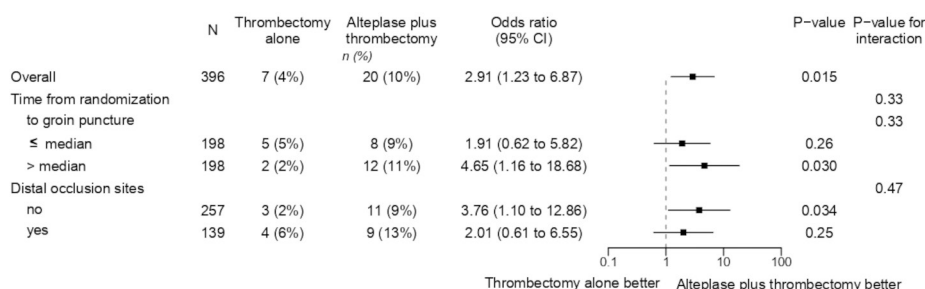 N Thrombectomy alone Alteplase plus thrombectomy Odds ratio (95% CI) P−value P−value for interaction
n (%)
Overall 396 7 (4%) 20 (10%) 2.91 (1.23 to 6.87) 0.015
Time from randomization 0.33
to groin puncture 0.33
≤ median 198 5 (5%) 8 (9%) 1.91 (0.62 to 5.82) 0.26
> median 198 2 (2%) 12 (11%) 4.65 (1.16 to 18.68) 0.030
Distal occlusion sites 0.47
no 257 3 (2%) 11 (9%) 3.76 (1.10 to 12.86) 0.034
yes 139 4 (6%) 9 (13%) 2.01 (0.61 to 6.55) 0.25
0.1 1 10 100
Thrombectomy alone better Alteplase plus thrombectomy better